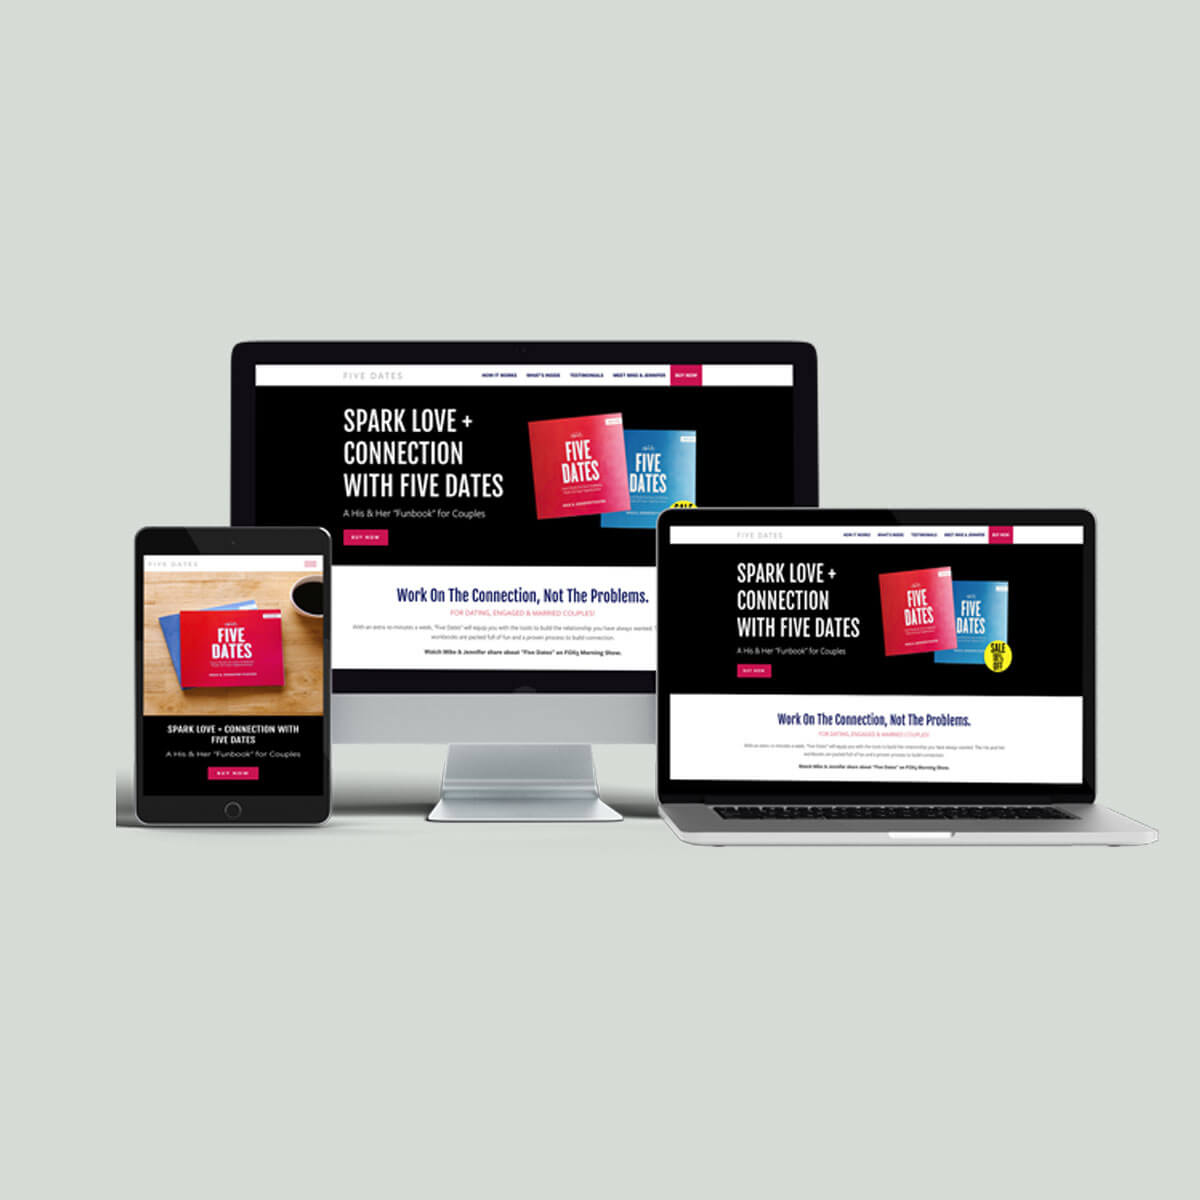 FIVE DATES
HOW IT WORKS WHAT'S INSIDE TESTIMONIALS MEET MIKE & JENNIFER BUY NOW
SPARK LOVE +
CONNECTION
WITH FIVE DATES
A His & Her "Funbook" for Couples
BUY NOW
FIVE
DATES
FIVE
DATES
SALE
Work On The Connection, Not The Problems.
FOR DATING, ENGAGED & MARRIED COUPLES!
With an extra 10 minutes a week, "Five Dates" will equip you with the tools to build the relationship you have always wanted.
workbooks are packed full of fun and a proven process to build connection.
Watch Mike & Jennifer share about "Five Dates" on FOX5 Morning Show.
FIVE DATES
FIVE
DATES
SPARK LOVE + CONNECTION WITH
FIVE DATES
A His & Her "Funbook" for Couples
BUY NOW
FIVE DATES
HOW IT WORKS WHAT'S INSIDE TESTIMONIALS MEET MIKE & JENNIFER BUY NOW
SPARK LOVE +
CONNECTION
WITH FIVE DATES
A His & Her "Funbook" for Couples
BUY NOW
FIVE
DATES
FIVE
DATES
SALE
OFF
Work On The Connection, Not The Problems.
FOR DATING, ENGAGED & MARRIED COUPLES!
With an extra 10 minutes a week, "Five Dates" will equip you with the tools to build the relationship you have always wanted. The His and Her
workbooks are packed full of fun and a proven process to build connection.
Watch Mike & Jennifer share about "Five Dates" on FOX5 Morning Show.